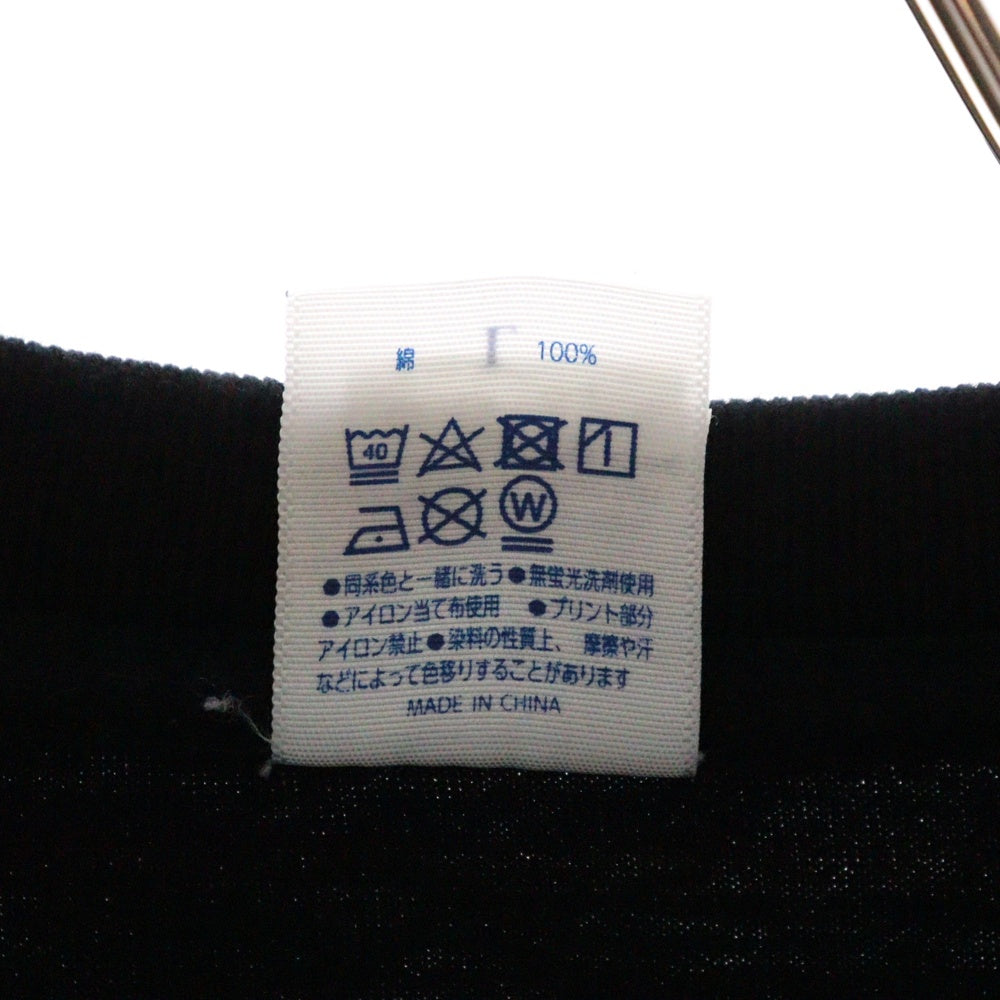 綿 100%
40
W
●同系色と一緒に洗う●無蛍光洗剤使用
●アイロン当て布使用 ●プリント部分
アイロン禁止●染料の性質上、摩擦や汗
などによって色移りすることがあります
MADE IN CHINA